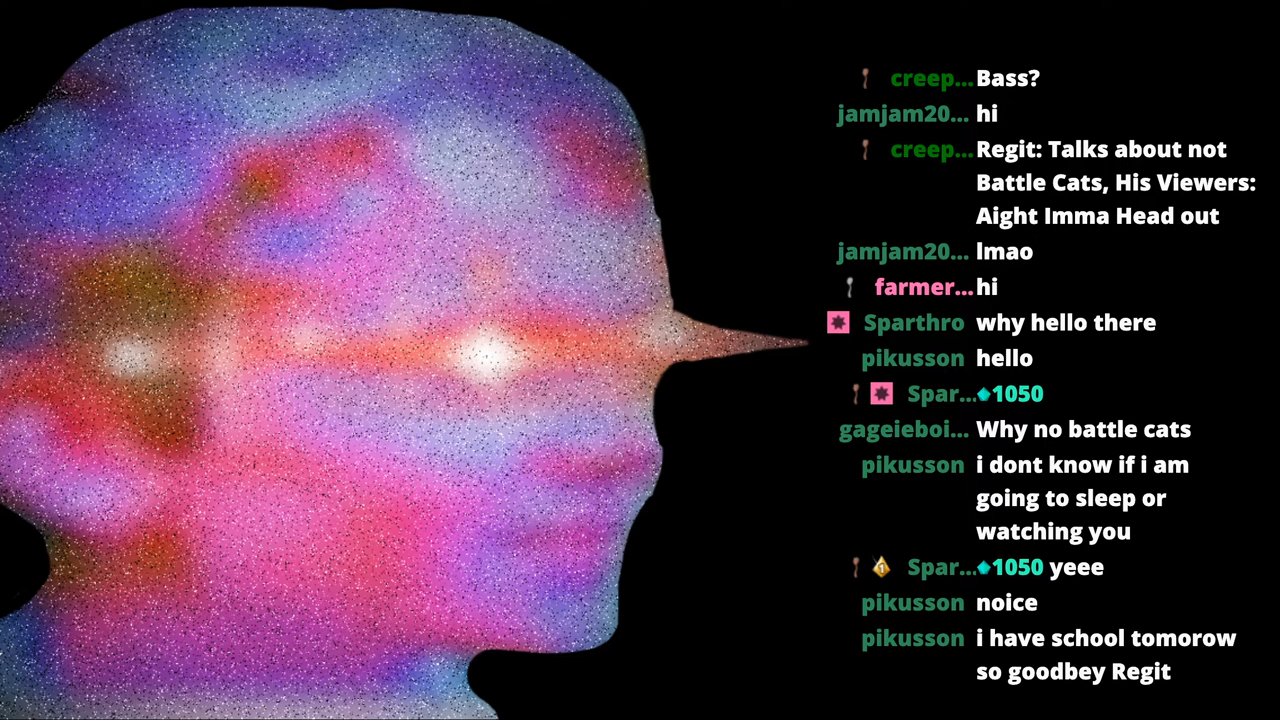 creep... Bass?
jamjam20... hi
creep... Regit: Talks about not
Battle Cats, His Viewers:
Aight Imma Head out
jamjam20... lmao
farmer... hi
Sparthro why hello there
pikusson hello
Spar... 1050
gageieboi... Why no battle cats
pikusson i dont know if i am
going to sleep or
watching you
1 Spar... 1050 yeee
pikusson noice
pikusson i have school tomorow
so goodbey Regit